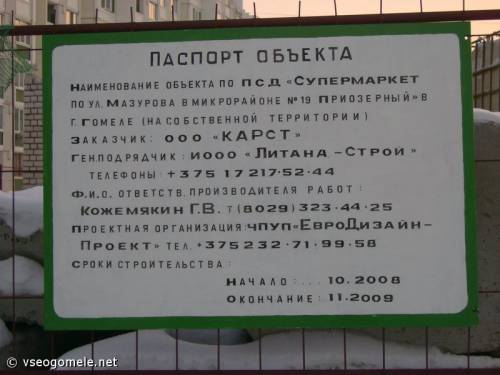 ПАСПОРТ ОБЪЕКТА
НАИМЕНОВАНИЕ ОБЪЕКТА ПО ПСД «СУПЕРМАРКЕТ
ПО УЛ. МАЗУРОВА В МИКРОРАЙОНЕ №19 ПРИОЗЕРНЫЙ» В
Г. ГОМЕЛЕ (НА СОБСТВЕННОЙ ТЕРРИТОРИИ)
ЗАКАЗЧИК: ООО «КАРСТ»
ГЕН.ПОДРЯДЧИК: ИООО «ЛИТАНА-СТРОЙ»
ТЕЛЕФОНЫ: +375 17 217-52-44
Ф.И.О. ОТВЕТСТВ. ПРОИЗВОДИТЕЛЯ РАБОТ:
КОЖЕМЯКИН Г.В. Т (8029) 323-44-25
ПРОЕКТНАЯ ОРГАНИЗАЦИЯ: ЧПУП «ЕВРОДИЗАЙН-
ПРОЕКТ» ТЕЛ. +375 232-71-99-58
СРОКИ СТРОИТЕЛЬСТВА:
НАЧАЛО:... 10.2008
ОКОНЧАНИЕ: 11.2009
© vseogomele.net